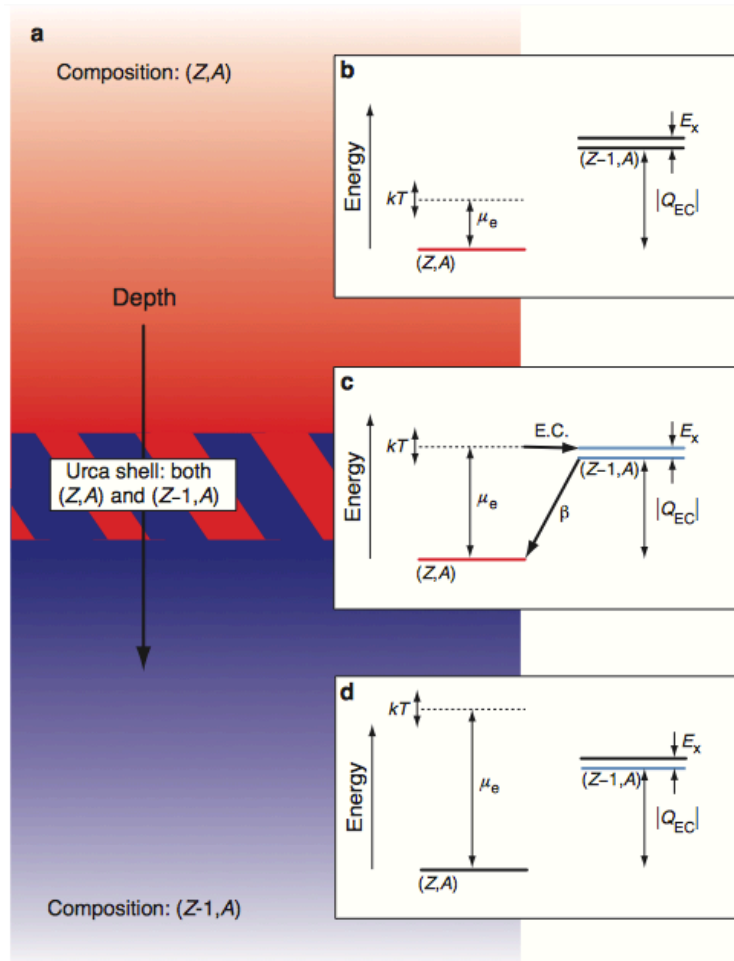 a
Composition: (Z,A)
Depth
Urca shell: both
(Z,A) and (Z−1,A)
Composition: (Z-1,A)
b
Energy
kT
μe
(Z,A)
(Z−1,A)
Ex
|QEC|
c
Energy
kT
μe
(Z,A)
E.C.
β
(Z−1,A)
Ex
|QEC|
d
Energy
kT
μe
(Z,A)
(Z−1,A)
Ex
|QEC|